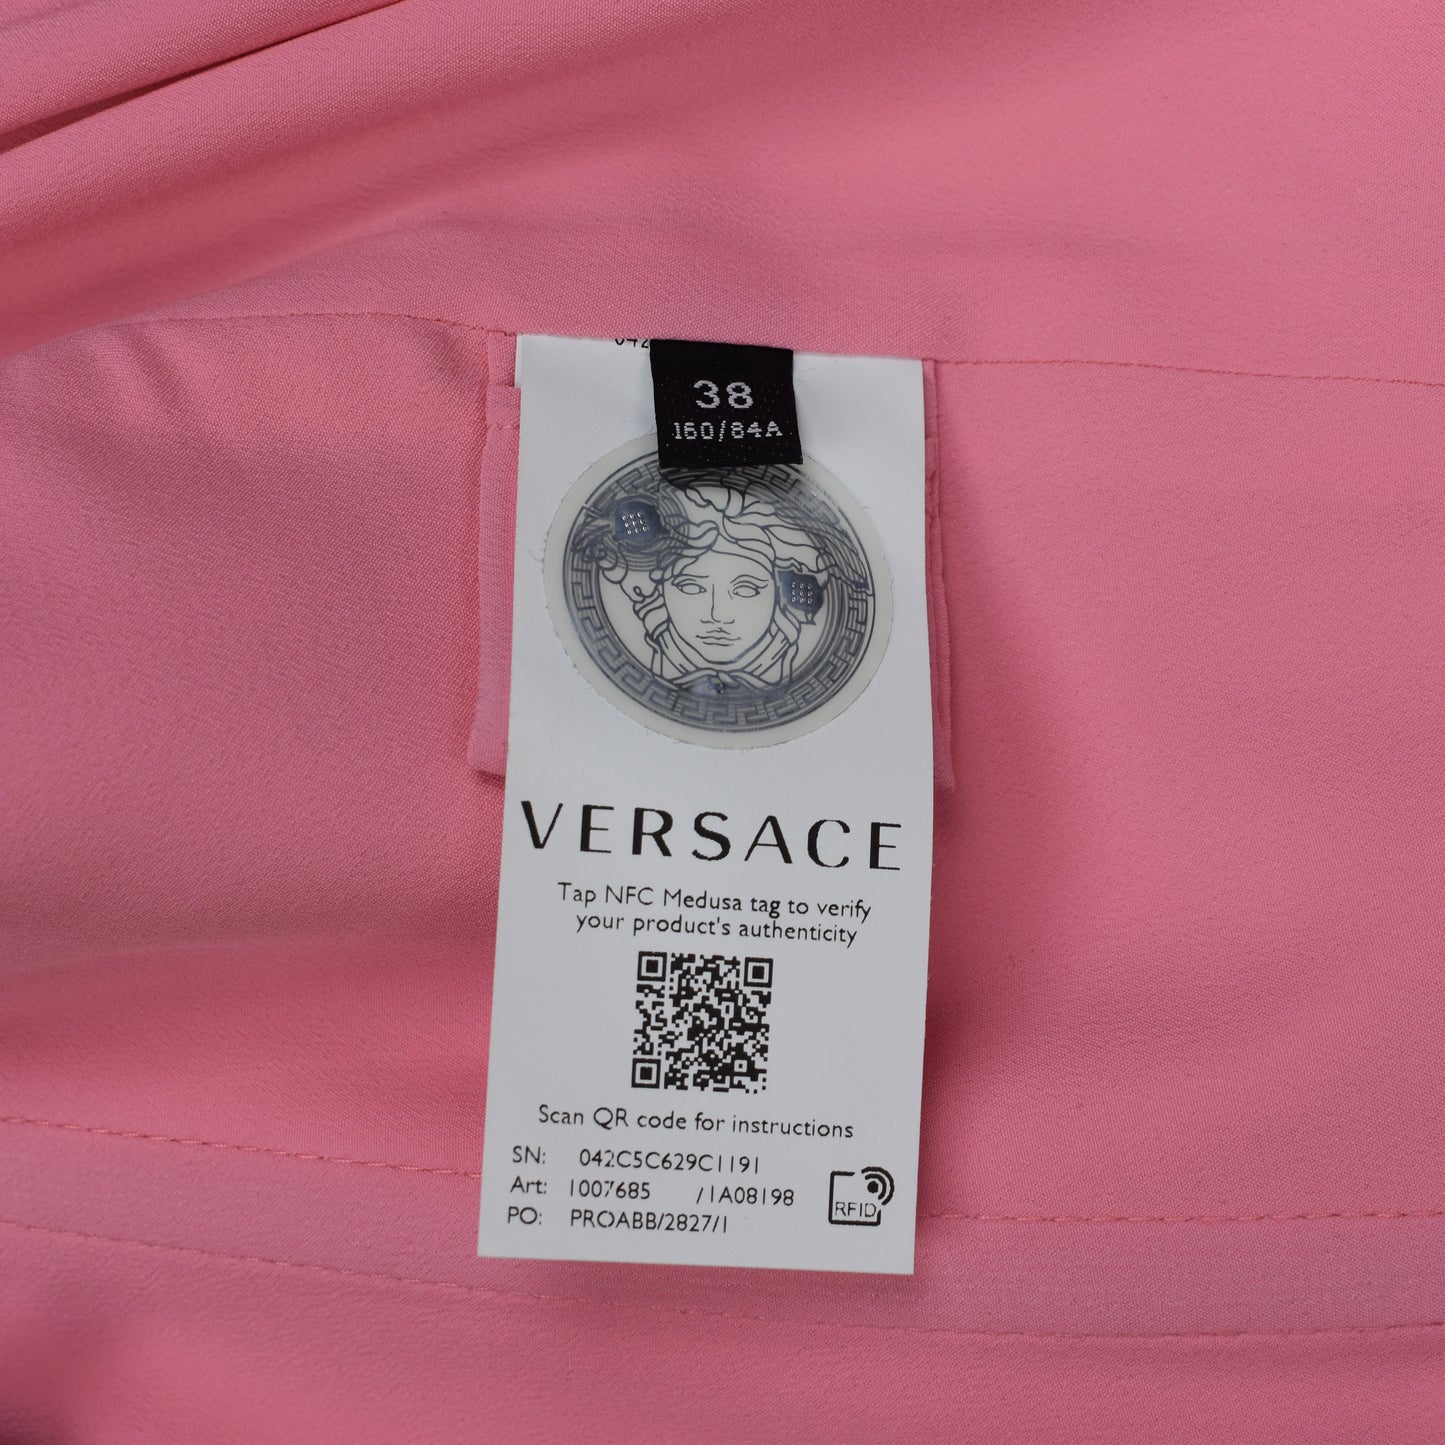 38
160/84A
VERSACE
Tap NFC Medusa tag to verify
your product's authenticity
Scan QR code for instructions
SN: 042C5C629C1191
Art: 1007685 /1A08198
PO: PROABB/2827/1
RFID